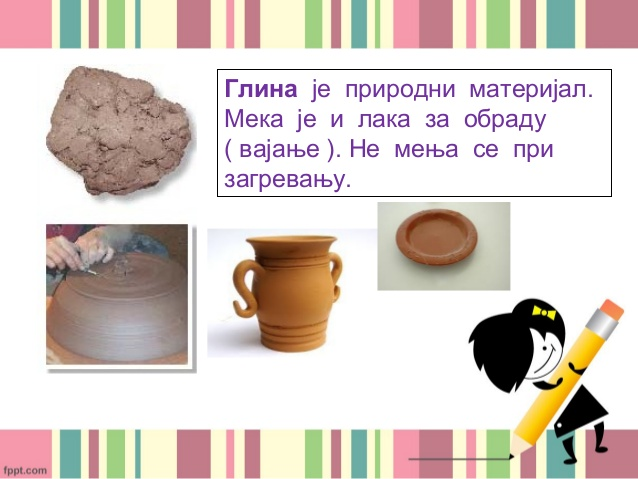 Глина је природни материјал.
Мека је и лака за обраду
( вајање ). Не мења се при
загревању.
fppt.com